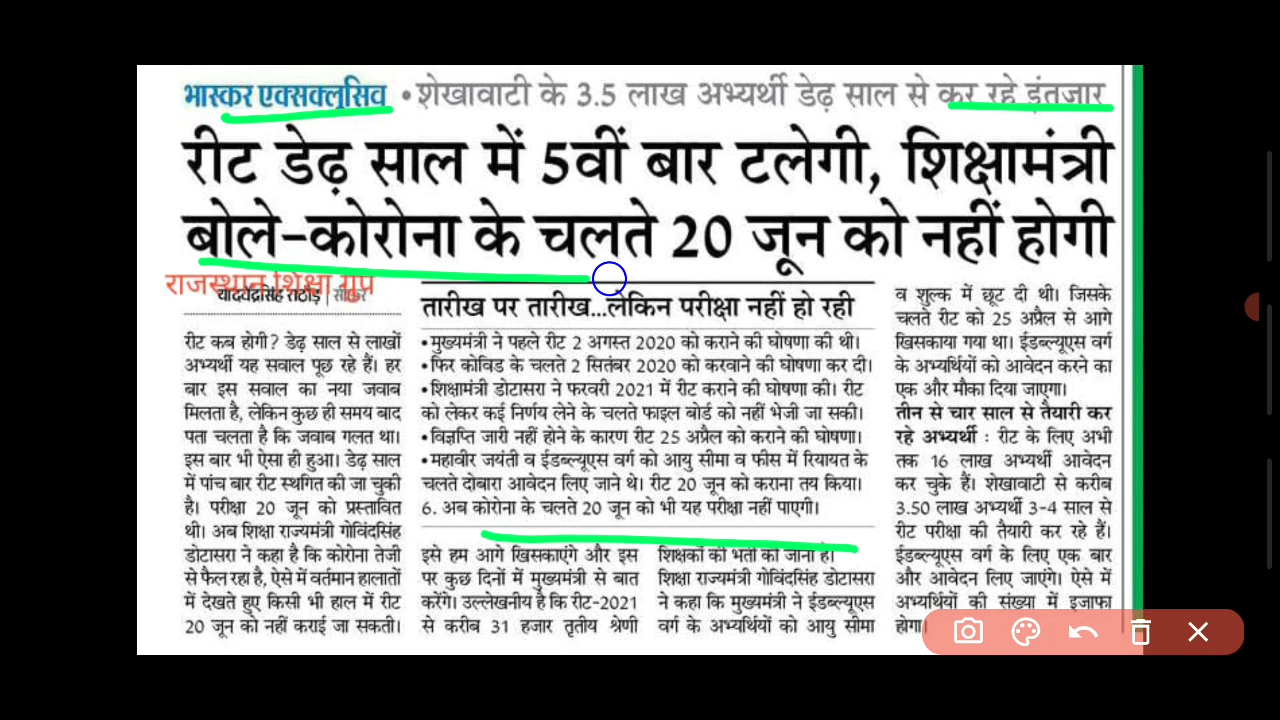 भास्कर एक्सक्लूसिव • शेखावाटी के 3.5 लाख अभ्यर्थी डेढ़ साल से कर रहे इंतजार
रीट डेढ़ साल में 5वीं बार टलेगी, शिक्षामंत्री
बोले-कोरोना के चलते 20 जून को नहीं होगी
राजस्थान शिक्षा ग्रुप
यादवेंद्रसिंह राठौड़ | सीकर
रीट कब होगी? डेढ़ साल से लाखों
अभ्यर्थी यह सवाल पूछ रहे हैं। हर
बार इस सवाल का नया जवाब
मिलता है, लेकिन कुछ ही समय बाद
पता चलता है कि जवाब गलत था।
इस बार भी ऐसा ही हुआ। डेढ़ साल
में पांच बार रीट स्थगित की जा चुकी
है। परीक्षा 20 जून को प्रस्तावित
थी। अब शिक्षा राज्यमंत्री गोविंदसिंह
डोटासरा ने कहा है कि कोरोना तेजी
से फैल रहा है, ऐसे में वर्तमान हालातों
में देखते हुए किसी भी हाल में रीट
20 जून को नहीं कराई जा सकती।
तारीख पर तारीख...लेकिन परीक्षा नहीं हो रही
• मुख्यमंत्री ने पहले रीट 2 अगस्त 2020 को कराने की घोषणा की थी।
• फिर कोविड के चलते 2 सितंबर 2020 को करवाने की घोषणा कर दी।
• शिक्षामंत्री डोटासरा ने फरवरी 2021 में रीट कराने की घोषणा की। रीट
को लेकर कई निर्णय लेने के चलते फाइल बोर्ड को नहीं भेजी जा सकी।
• विज्ञप्ति जारी नहीं होने के कारण रीट 25 अप्रैल को कराने की घोषणा।
• महावीर जयंती व ईडब्ल्यूएस वर्ग को आयु सीमा व फीस में रियायत के
चलते दोबारा आवेदन लिए जाने थे। रीट 20 जून को कराना तय किया।
6. अब कोरोना के चलते 20 जून को भी यह परीक्षा नहीं पाएगी।
इसे हम आगे खिसकाएंगे और इस
पर कुछ दिनों में मुख्यमंत्री से बात
करेंगे। उल्लेखनीय है कि रीट-2021
से करीब 31 हजार तृतीय श्रेणी
शिक्षकों की भर्ती की जानी है।
शिक्षा राज्यमंत्री गोविंदसिंह डोटासरा
ने कहा कि मुख्यमंत्री ने ईडब्ल्यूएस
वर्ग के अभ्यर्थियों को आयु सीमा
व शुल्क में छूट दी थी। जिसके
चलते रीट को 25 अप्रैल से आगे
खिसकाया गया था। ईडब्ल्यूएस वर्ग
के अभ्यर्थियों को आवेदन करने का
एक और मौका दिया जाएगा।
तीन से चार साल से तैयारी कर
रहे अभ्यर्थी : रीट के लिए अभी
तक 16 लाख अभ्यर्थी आवेदन
कर चुके हैं। शेखावाटी से करीब
3.50 लाख अभ्यर्थी 3-4 साल से
रीट परीक्षा की तैयारी कर रहे हैं।
ईडब्ल्यूएस वर्ग के लिए एक बार
और आवेदन लिए जाएंगे। ऐसे में
अभ्यर्थियों की संख्या में इजाफा
होगा।